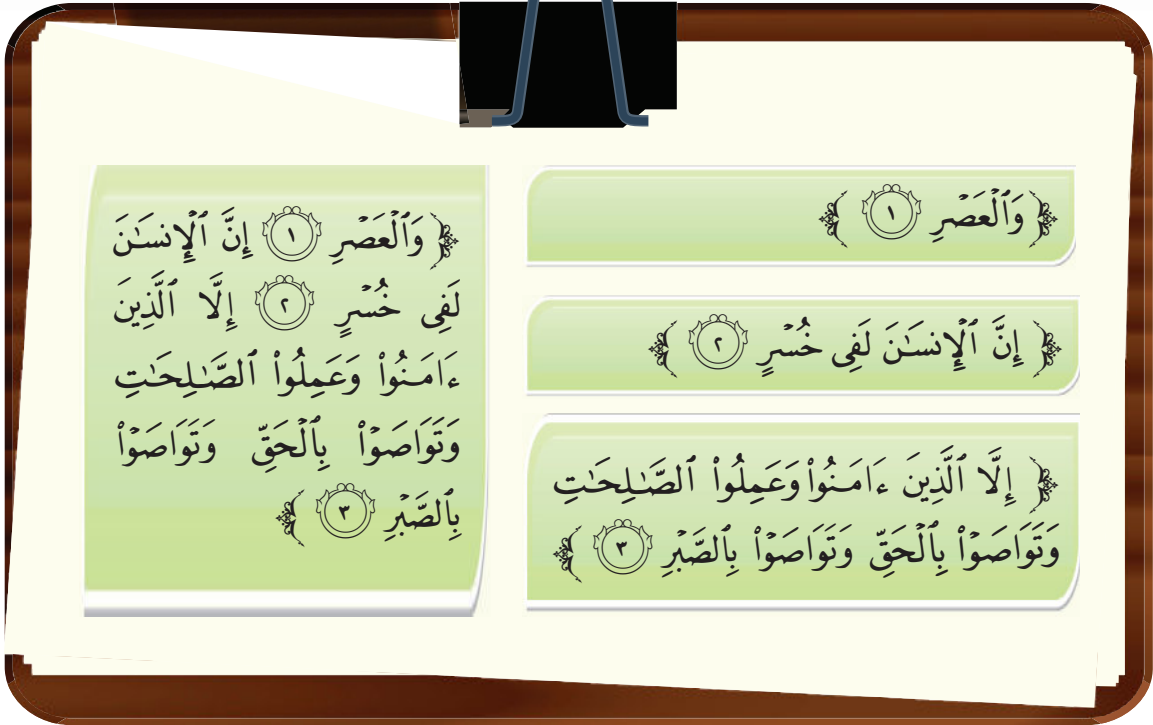 ﴿ وَٱلۡعَصۡرِ ١ ﴾
﴿ إِنَّ ٱلۡإِنسَٰنَ لَفِي خُسۡرٍ ٢ ﴾
﴿ إِلَّا ٱلَّذِينَ ءَامَنُواْ وَعَمِلُواْ ٱلصَّٰلِحَٰتِ
وَتَوَاصَوۡاْ بِٱلۡحَقِّ وَتَوَاصَوۡاْ بِٱلصَّبۡرِ ٣ ﴾
﴿ وَٱلۡعَصۡرِ ١ إِنَّ ٱلۡإِنسَٰنَ
لَفِي خُسۡرٍ ٢ إِلَّا ٱلَّذِينَ
ءَامَنُواْ وَعَمِلُواْ ٱلصَّٰلِحَٰتِ
وَتَوَاصَوۡاْ بِٱلۡحَقِّ وَتَوَاصَوۡاْ
بِٱلصَّبۡرِ ٣ ﴾